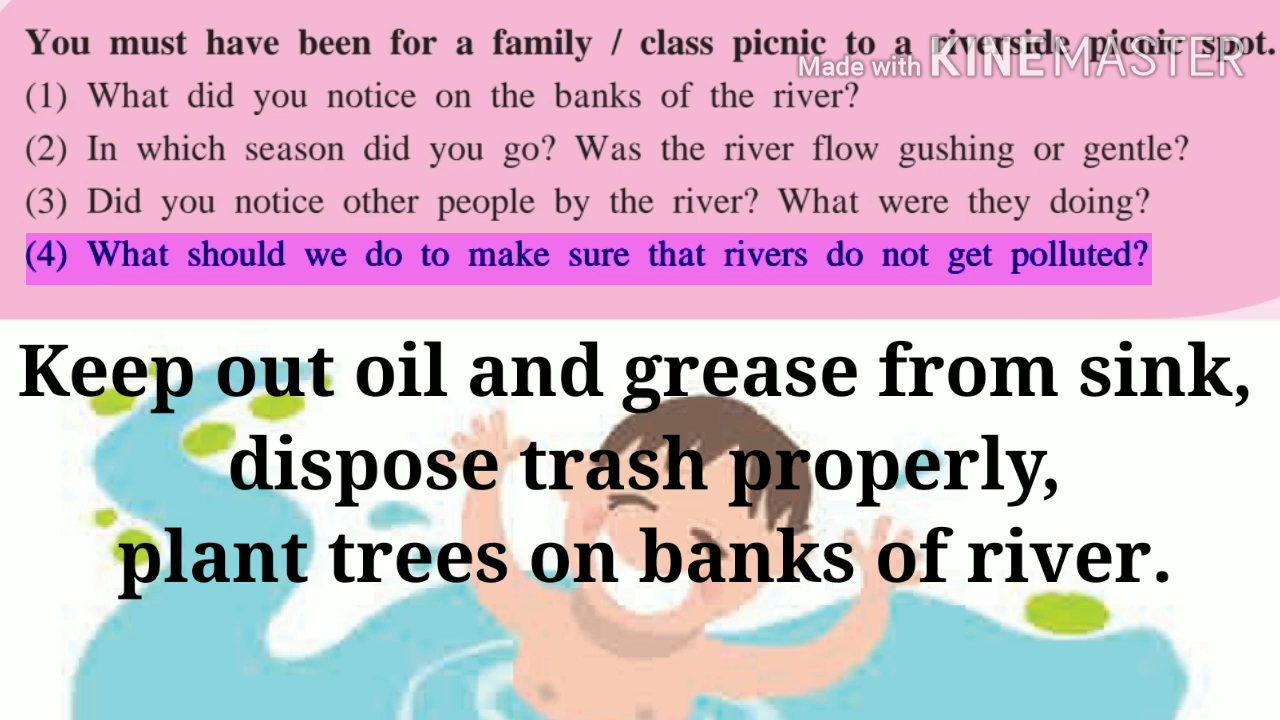 You must have been for a family / class picnic to a riverside picnic spot.
Made with KINEMASTER
(1) What did you notice on the banks of the river?
(2) In which season did you go? Was the river flow gushing or gentle?
(3) Did you notice other people by the river? What were they doing?
(4) What should we do to make sure that rivers do not get polluted?
Keep out oil and grease from sink,
dispose trash properly,
plant trees on banks of river.